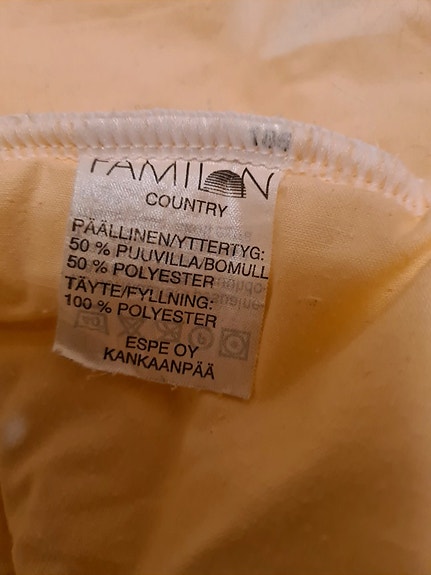 FAMILON
COUNTRY
PÄÄLLINEN/YTTERTYG:
50 % PUUVILLA/BOMULL
50 % POLYESTER
TÄYTE/FYLLNING:
100 % POLYESTER
ESPE OY
KANKAANPÄÄ